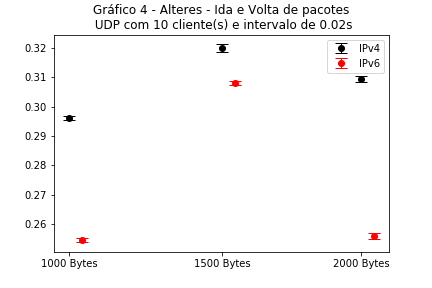 Gráfico 4 - Alteres - Ida e Volta de pacotes
UDP com 10 cliente(s) e intervalo de 0.02s
0.32
0.31
0.30
0.29
0.28
0.27
0.26
IPv4
IPv6
1000 Bytes
1500 Bytes
2000 Bytes